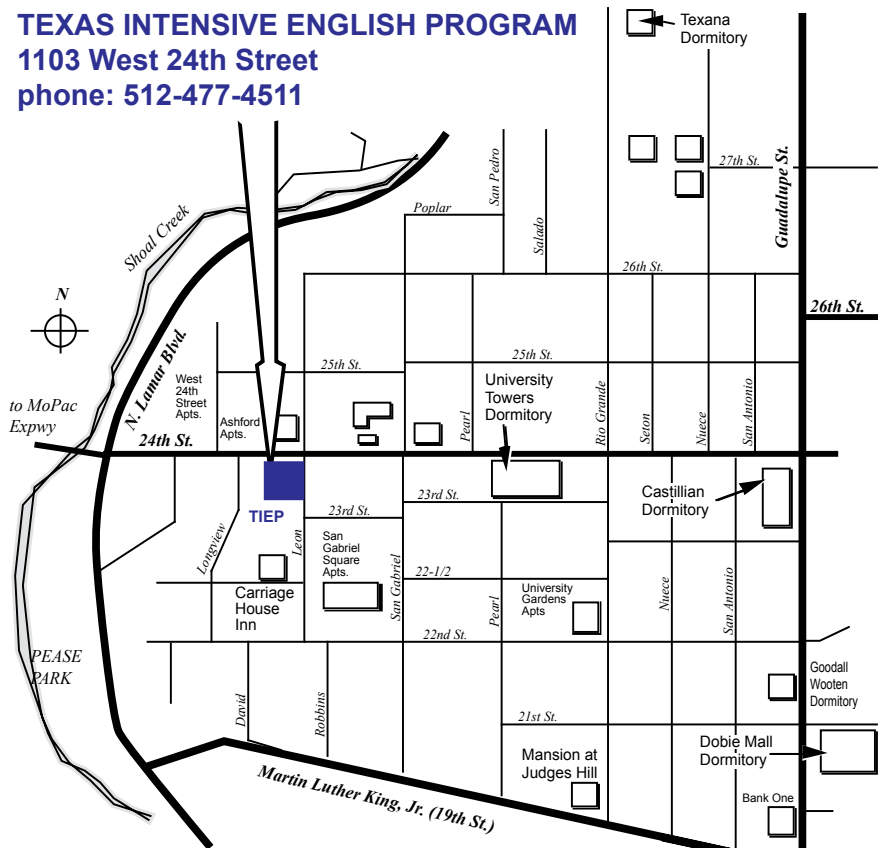 TEXAS INTENSIVE ENGLISH PROGRAM
1103 West 24th Street
phone: 512-477-4511
Texana
Dormitory
27th St.
Guadalupe St.
San Pedro
Salado
Poplar
Shoal Creek
26th St.
26th St.
N
N. Lamar Blvd.
25th St.
25th St.
West
24th
Street
Apts.
Ashford
Apts.
University
Towers
Dormitory
Pearl
Rio Grande
Seton
Nuece
San Antonio
to MoPac
Expwy
24th St.
TIEP
23rd St.
23rd St.
Castillian
Dormitory
Longview
Leon
San
Gabriel
Square
Apts.
San Gabriel
22-1/2
Carriage
House
Inn
Pearl
University
Gardens
Apts
Nuece
San Antonio
22nd St.
PEASE
PARK
Goodall
Wooten
Dormitory
David
Robbins
21st St.
Mansion at
Judges Hill
Dobie Mall
Dormitory
Martin Luther King, Jr. (19th St.)
Bank One